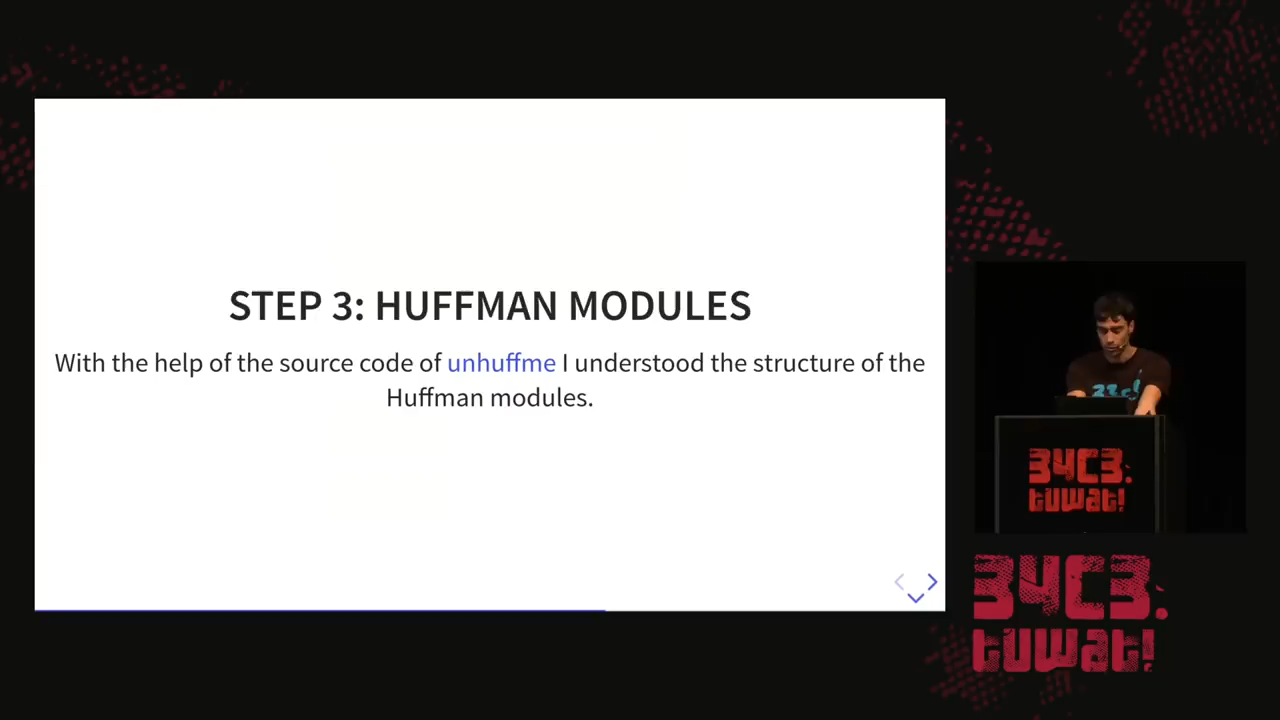 STEP 3: HUFFMAN MODULES
With the help of the source code of unhuffme I understood the structure of the
Huffman modules.
34C3.
tuwat!
34C3.
tuwat!